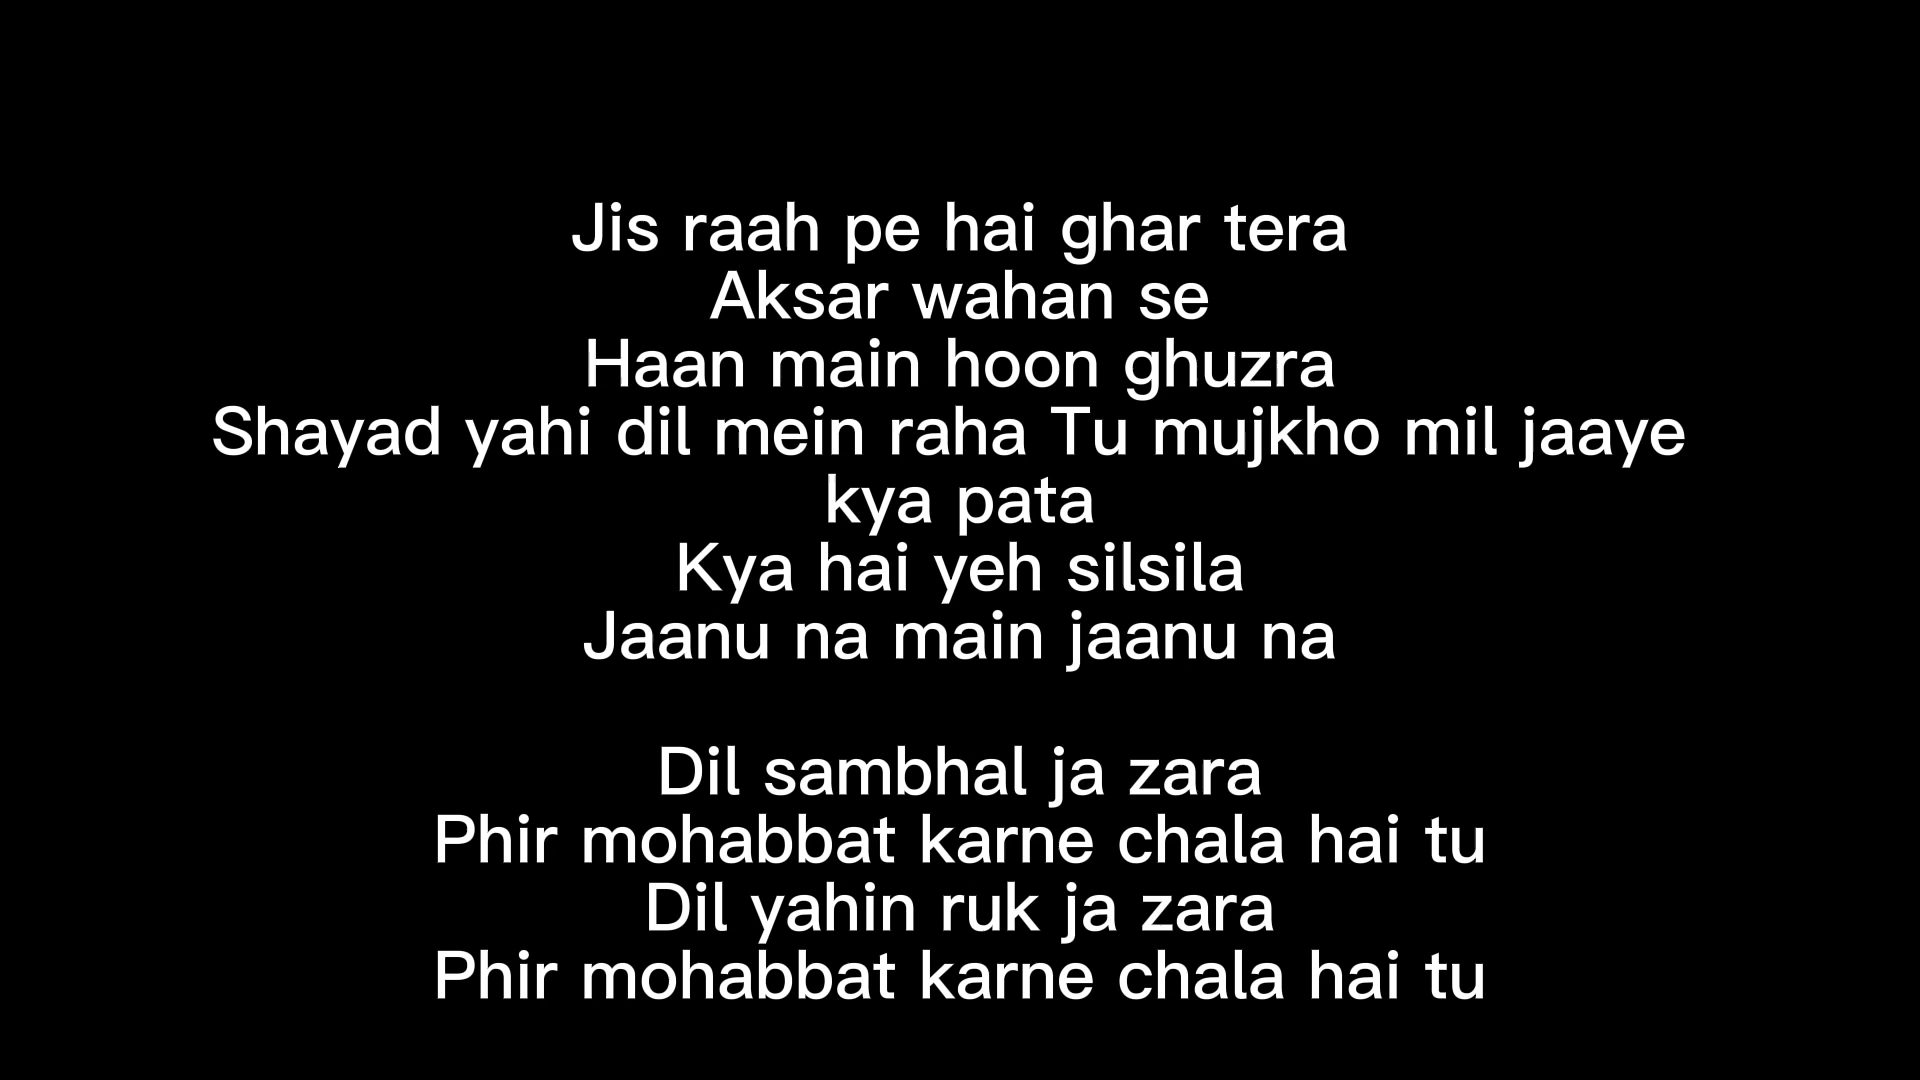 Jis raah pe hai ghar tera
Aksar wahan se
Haan main hoon ghuzra
Shayad yahi dil mein raha Tu mujkho mil jaaye
kya pata
Kya hai yeh silsila
Jaanu na main jaanu na

Dil sambhal ja zara
Phir mohabbat karne chala hai tu
Dil yahin ruk ja zara
Phir mohabbat karne chala hai tu